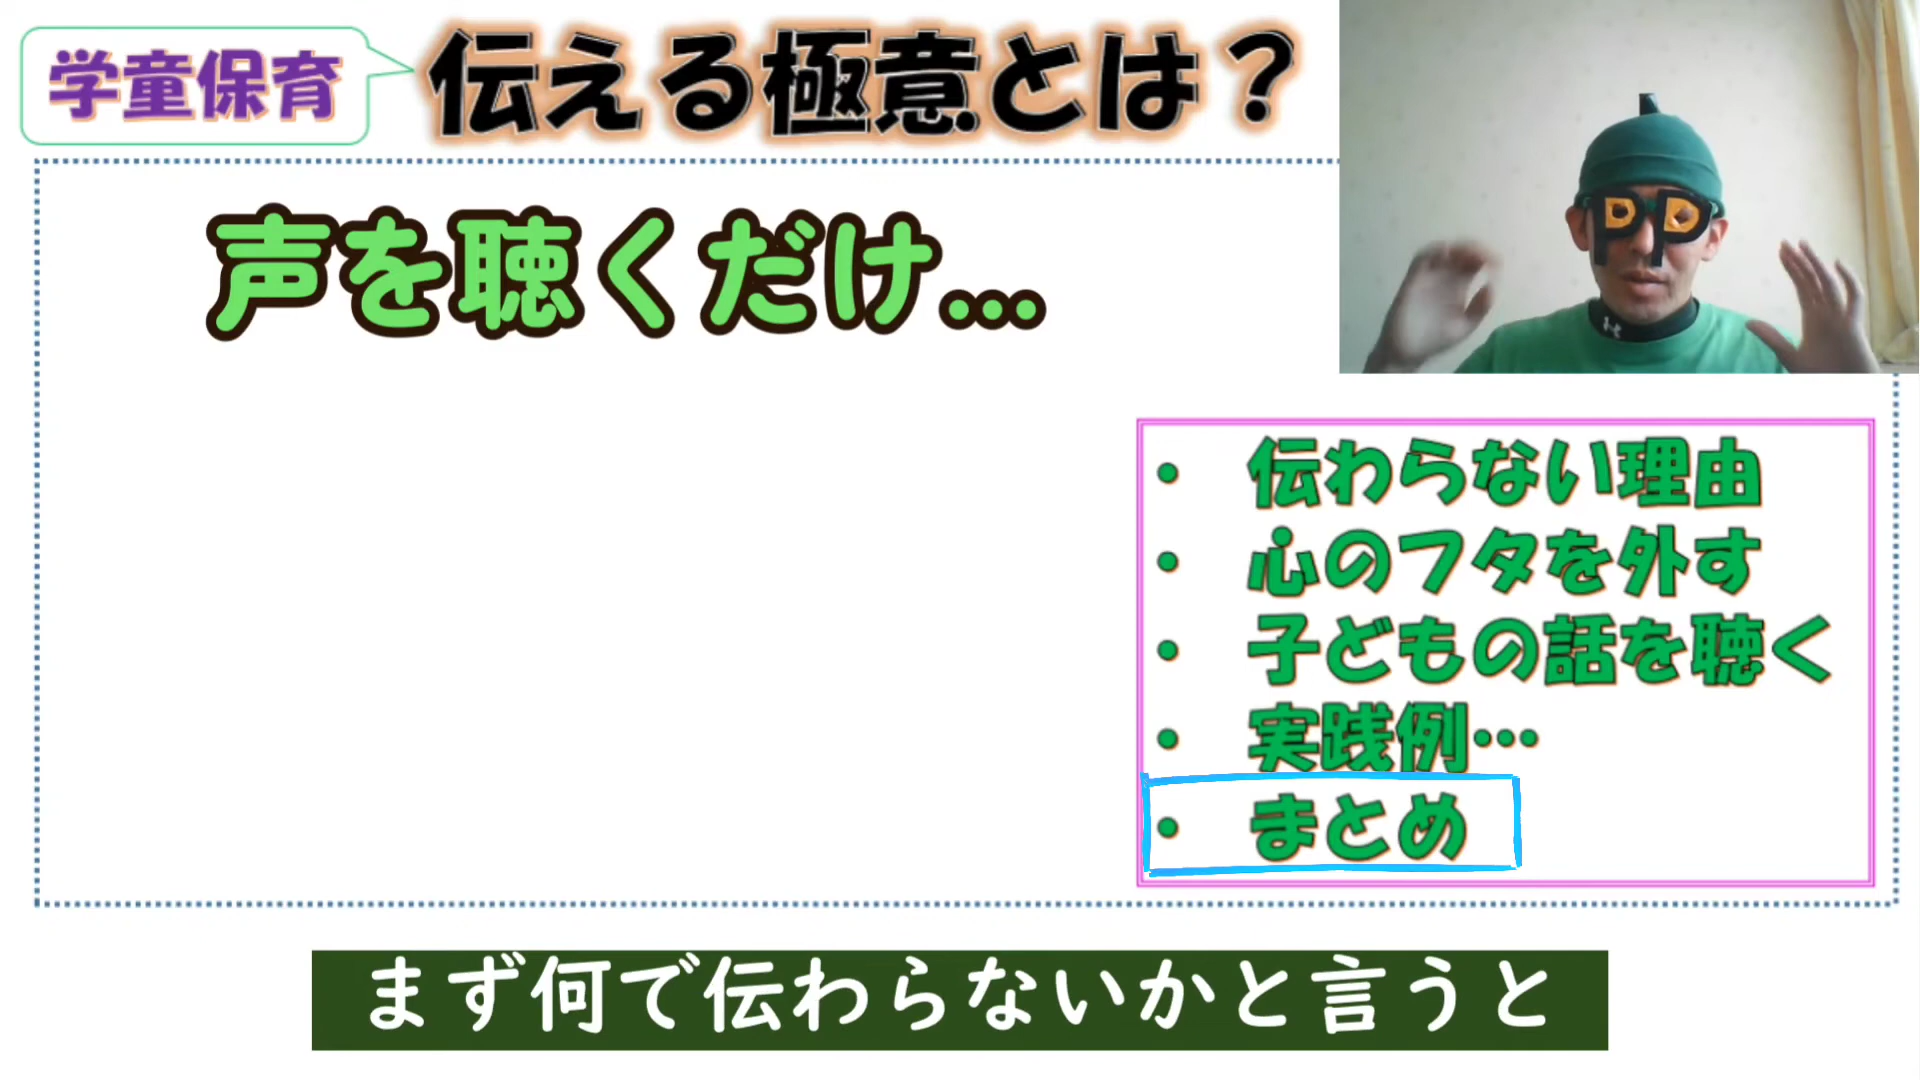 学童保育
伝える極意とは？
声を聴くだけ…
PP
・ 伝わらない理由
・ 心のフタを外す
・ 子どもの話を聴く
・ 実践例…
・ まとめ
まず何で伝わらないかと言うと